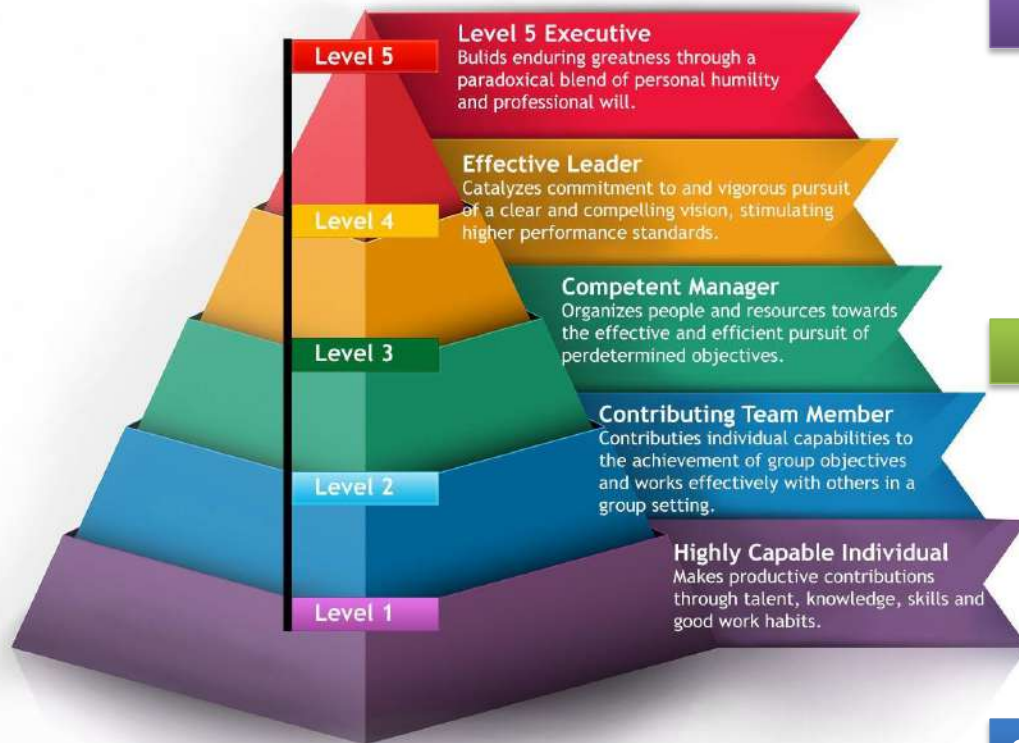 Level 5
Level 5 Executive
Bulids enduring greatness through a
paradoxical blend of personal humility
and professional will.
Level 4
Effective Leader
Catalyzes commitment to and vigorous pursuit
of a clear and compelling vision, stimulating
higher performance standards.
Level 3
Competent Manager
Organizes people and resources towards
the effective and efficient pursuit of
perdetermined objectives.
Level 2
Contributing Team Member
Contributies individual capabilities to
the achievement of group objectives
and works effectively with others in a
group setting.
Level 1
Highly Capable Individual
Makes productive contributions
through talent, knowledge, skills and
good work habits.